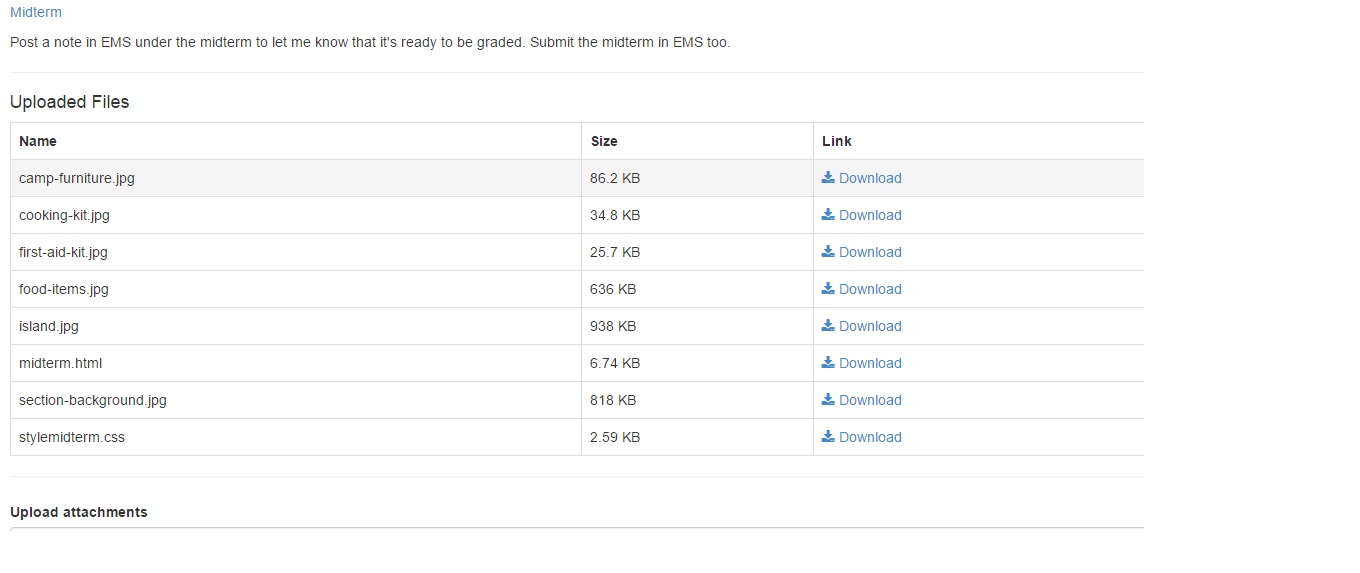 Midterm
Post a note in EMS under the midterm to let me know that it's ready to be graded. Submit the midterm in EMS too.
Uploaded Files
Name Size Link
camp-furniture.jpg 86.2 KB Download
cooking-kit.jpg 34.8 KB Download
first-aid-kit.jpg 25.7 KB Download
food-items.jpg 636 KB Download
island.jpg 938 KB Download
midterm.html 6.74 KB Download
section-background.jpg 818 KB Download
stylemidterm.css 2.59 KB Download
Upload attachments